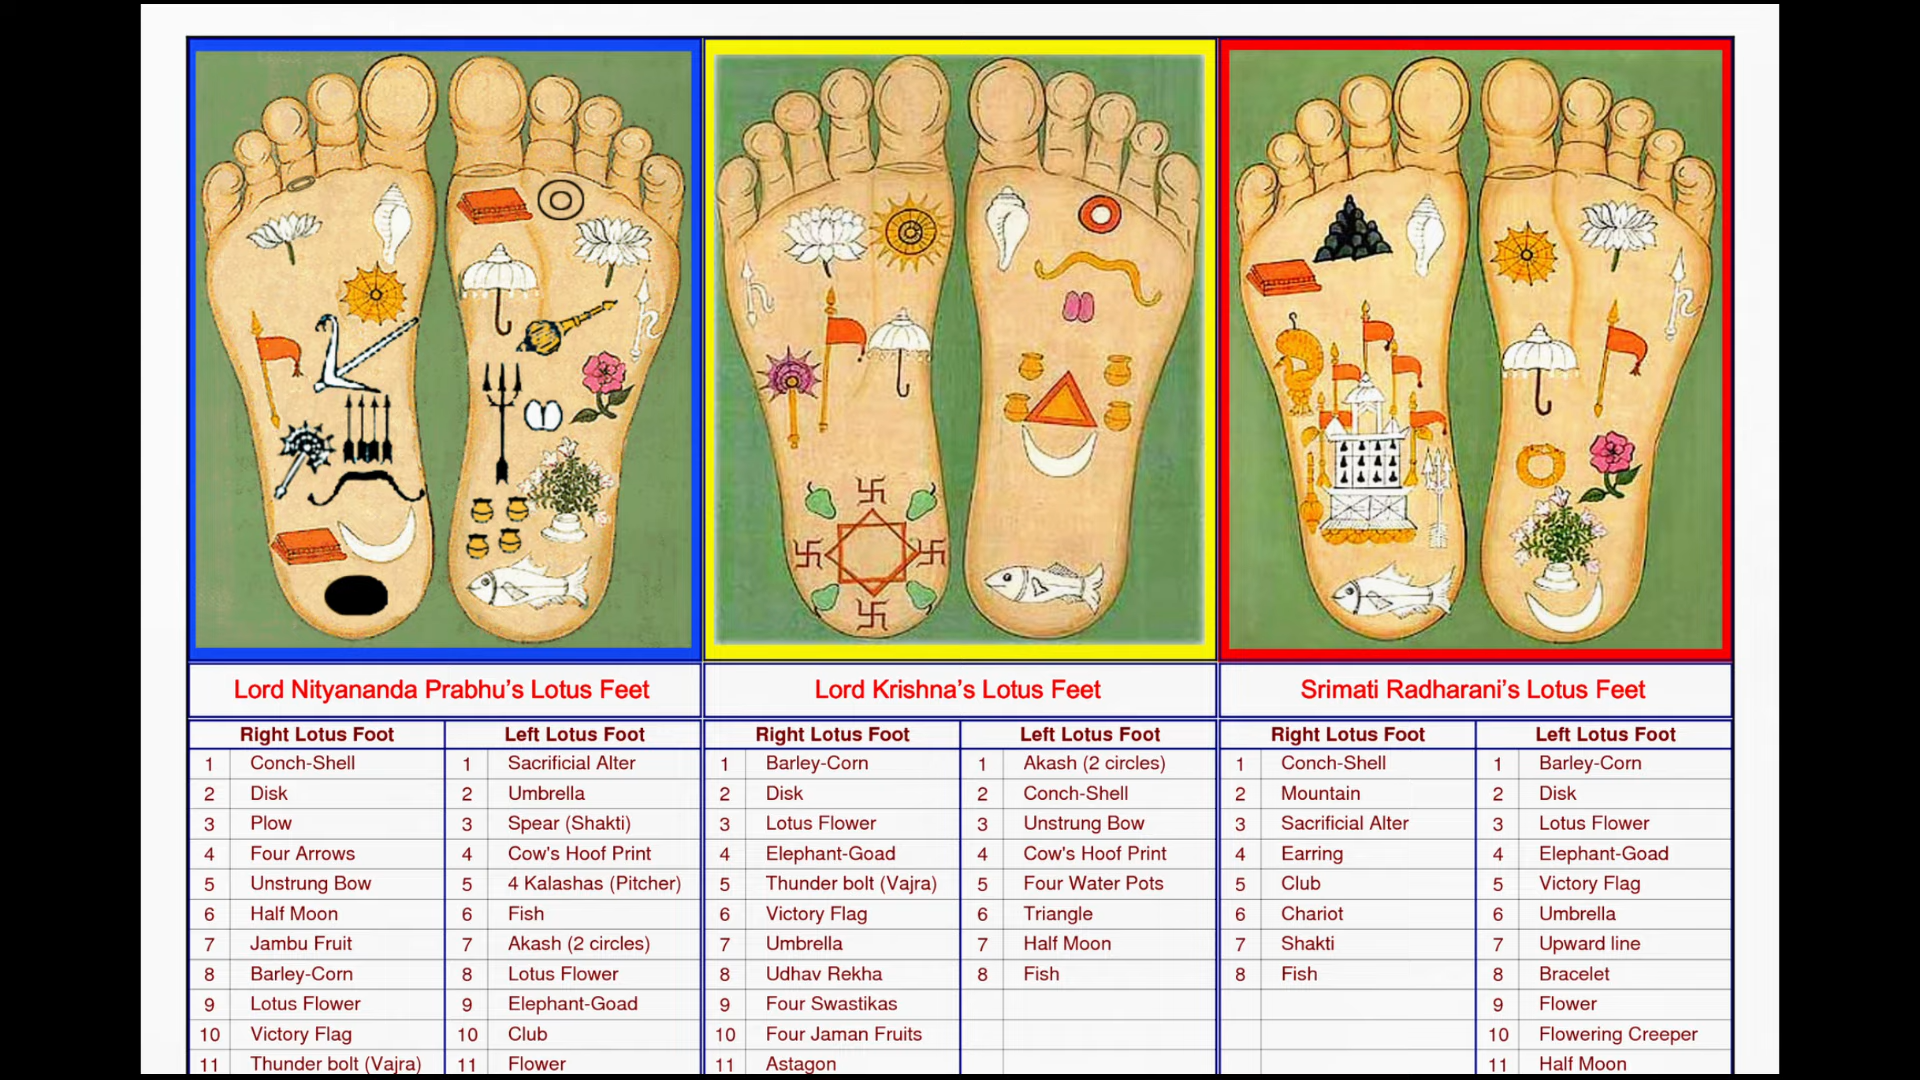 Lord Nityananda Prabhu’s Lotus Feet
Right Lotus Foot
1 Conch-Shell
2 Disk
3 Plow
4 Four Arrows
5 Unstrung Bow
6 Half Moon
7 Jambu Fruit
8 Barley-Corn
9 Lotus Flower
10 Victory Flag
11 Thunder bolt (Vajra)
Left Lotus Foot
1 Sacrificial Alter
2 Umbrella
3 Spear (Shakti)
4 Cow's Hoof Print
5 4 Kalashas (Pitcher)
6 Fish
7 Akash (2 circles)
8 Lotus Flower
9 Elephant-Goad
10 Club
11 Flower
Lord Krishna’s Lotus Feet
Right Lotus Foot
1 Barley-Corn
2 Disk
3 Lotus Flower
4 Elephant-Goad
5 Thunder bolt (Vajra)
6 Victory Flag
7 Umbrella
8 Udhav Rekha
9 Four Swastikas
10 Four Jaman Fruits
11 Astagon
Left Lotus Foot
1 Akash (2 circles)
2 Conch-Shell
3 Unstrung Bow
4 Cow's Hoof Print
5 Four Water Pots
6 Triangle
7 Half Moon
8 Fish
Srimati Radharani’s Lotus Feet
Right Lotus Foot
1 Conch-Shell
2 Mountain
3 Sacrificial Alter
4 Earring
5 Club
6 Chariot
7 Shakti
8 Fish
Left Lotus Foot
1 Barley-Corn
2 Disk
3 Lotus Flower
4 Elephant-Goad
5 Victory Flag
6 Umbrella
7 Upward line
8 Bracelet
9 Flower
10 Flowering Creeper
11 Half Moon